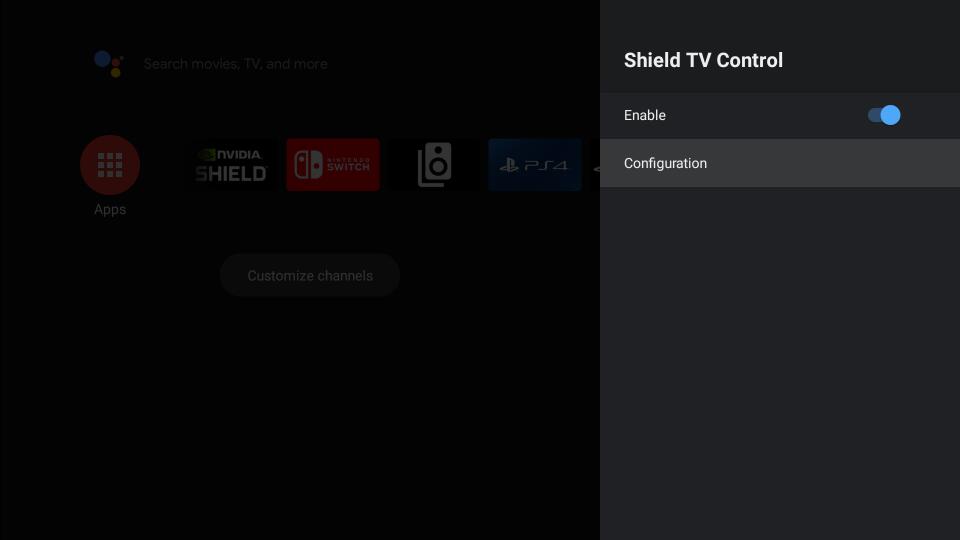 Search movies, TV, and more
NVIDIA
SHIELD
NINTENDO
SWITCH
PS4
Apps
Customize channels
Shield TV Control
Enable
Configuration